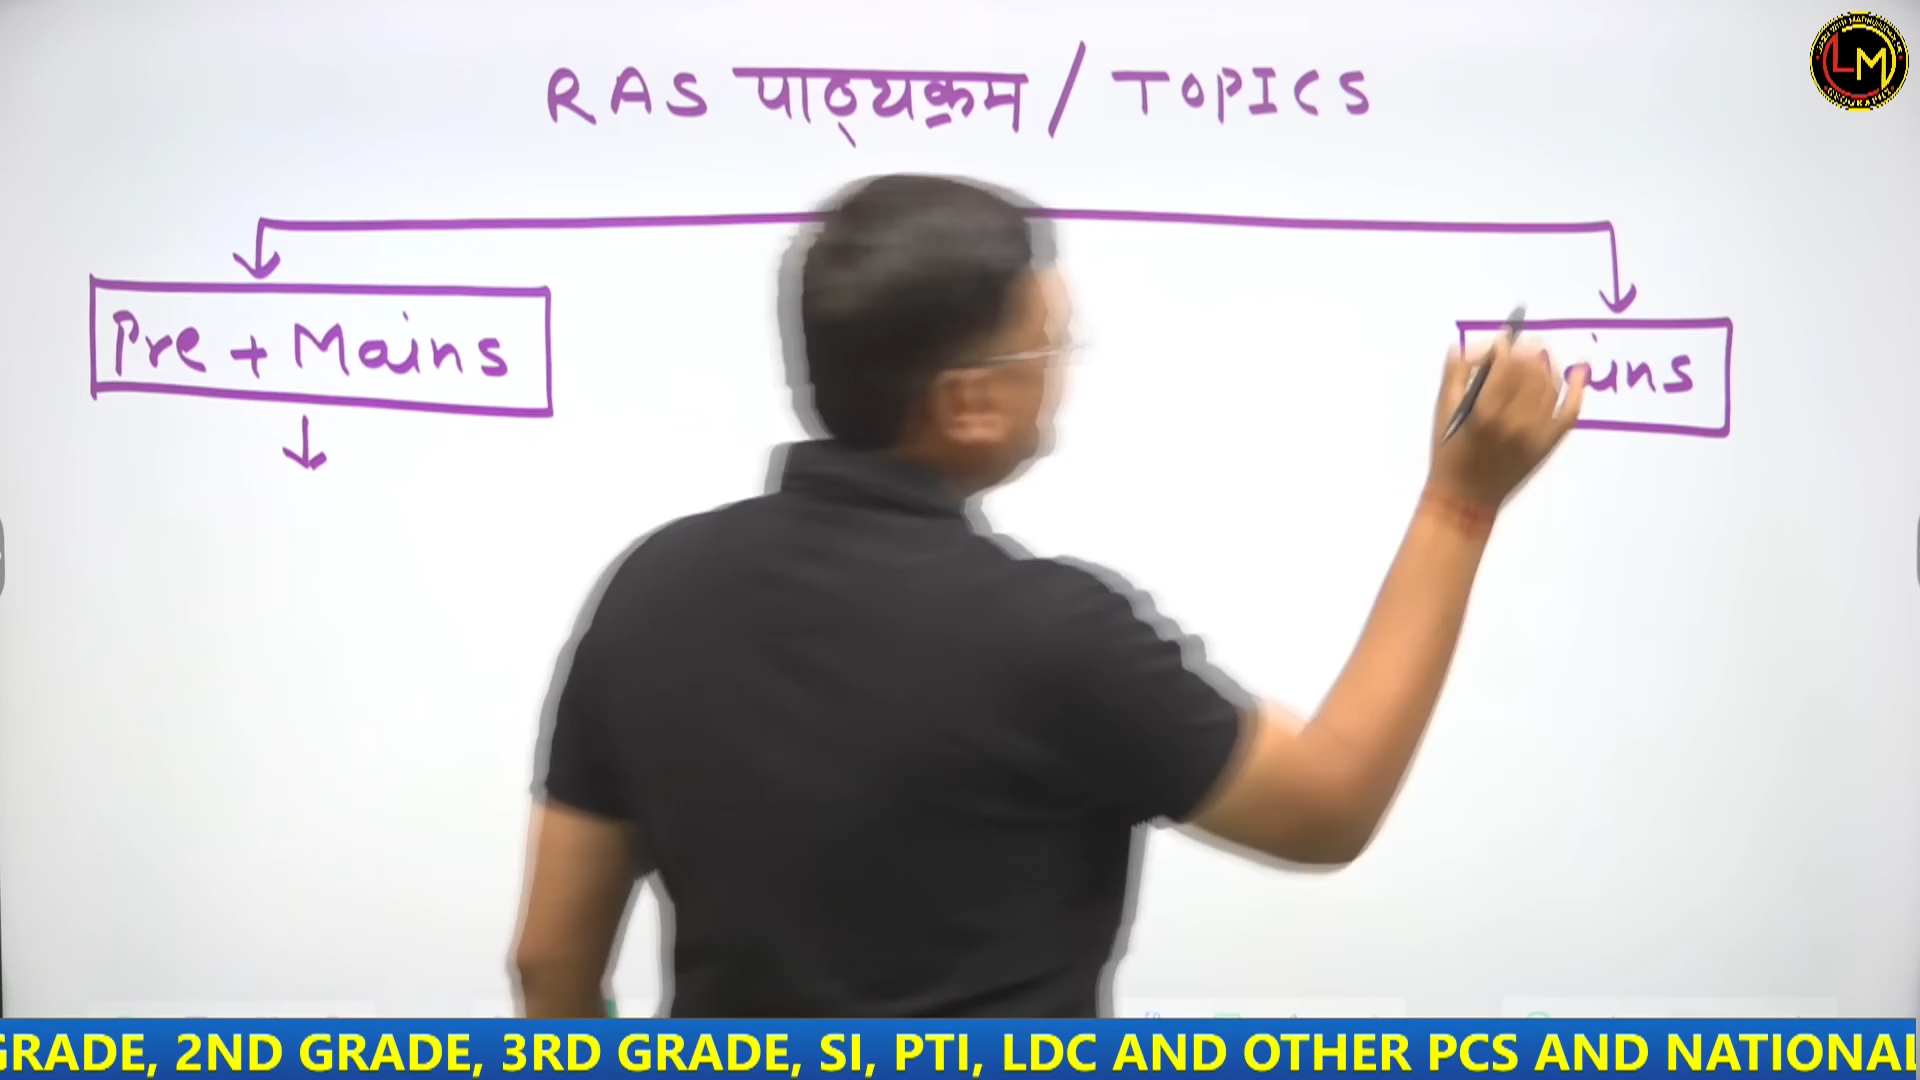 RAS पाठ्यक्रम / TOPICS
Pre + Mains
LM
GRADE, 2ND GRADE, 3RD GRADE, SI, PTI, LDC AND OTHER PCS AND NATIONAL